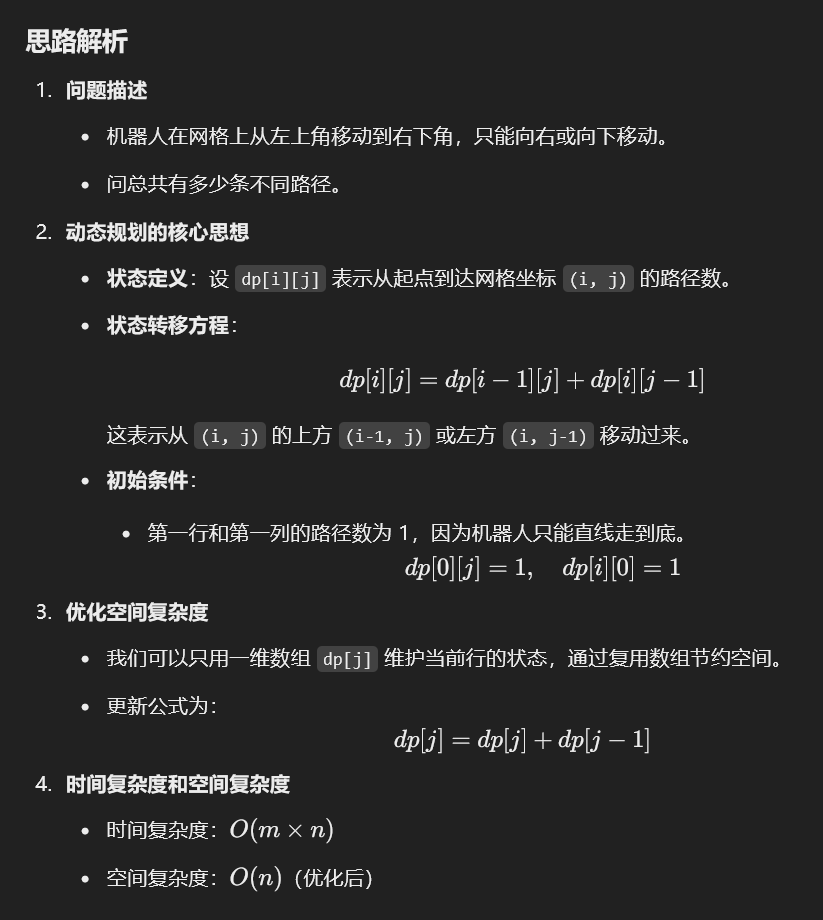 思路解析
1. 问题描述
• 机器人在网格上从左上角移动到右下角，只能向右或向下移动。
• 问总共有多少条不同路径。
2. 动态规划的核心思想
• 状态定义：设 dp[i][j] 表示从起点到达网格坐标 (i, j) 的路径数。
• 状态转移方程：
dp[i][j] = dp[i − 1][j] + dp[i][j − 1]
这表示从 (i, j) 的上方 (i-1, j) 或左方 (i, j-1) 移动过来。
• 初始条件：
• 第一行和第一列的路径数为 1，因为机器人只能直线走到底。
dp[0][j] = 1, dp[i][0] = 1
3. 优化空间复杂度
• 我们可以只用一维数组 dp[j] 维护当前行的状态，通过复用数组节约空间。
• 更新公式为：
dp[j] = dp[j] + dp[j − 1]
4. 时间复杂度和空间复杂度
• 时间复杂度：O(m × n)
• 空间复杂度：O(n)（优化后）